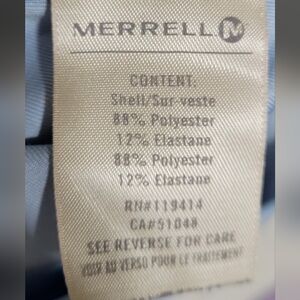 MERRELL M
CONTENT:
Shell/Sur-veste
88% Polyester
12% Elastane
88% Polyester
12% Elastane
RN#119414
CA#51048
SEE REVERSE FOR CARE
VOIR AU VERSO POUR LE TRAITEMENT